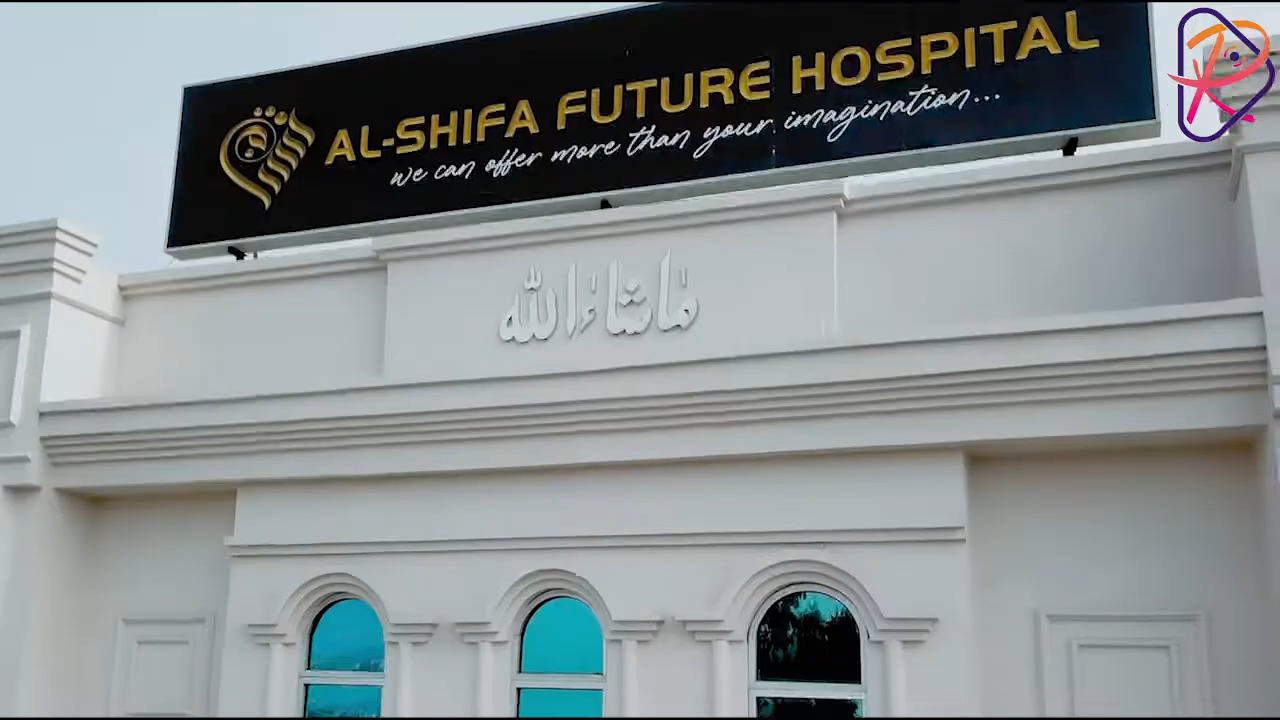 AL-SHIFA FUTURE HOSPITAL
we can offer more than your imagination...
ماشاءالله